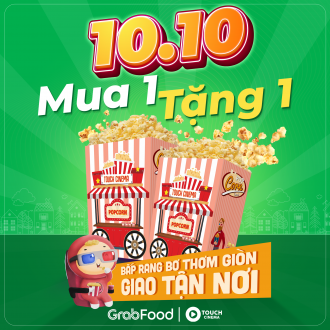 10.10
Mua 1 Tặng 1
TOUCH CINEMA
POPCORN
TOUCH CINEMA
POPCORN
BẮP RANG BƠ THƠM GIÒN
GIAO TẬN NƠI
GrabFood | TOUCH CINEMA